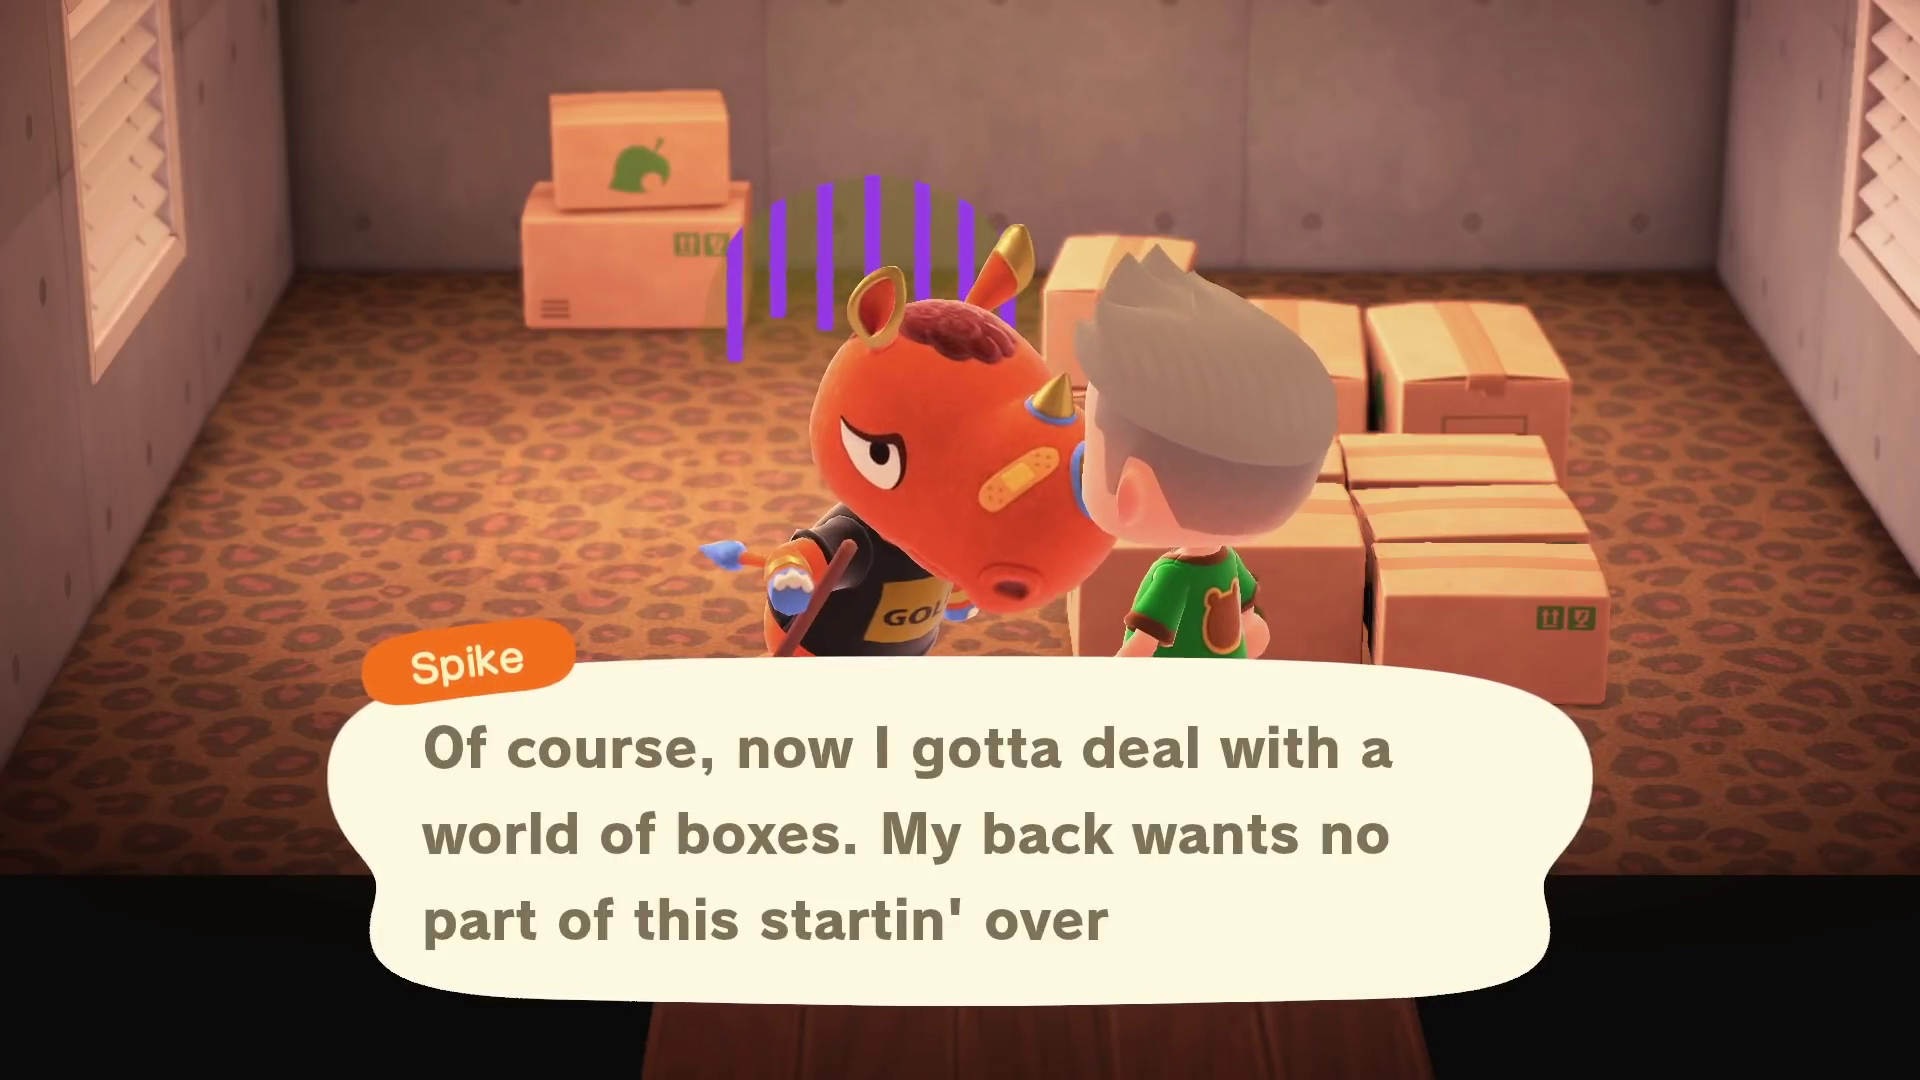 GOL
Spike
Of course, now I gotta deal with a
world of boxes. My back wants no
part of this startin' over